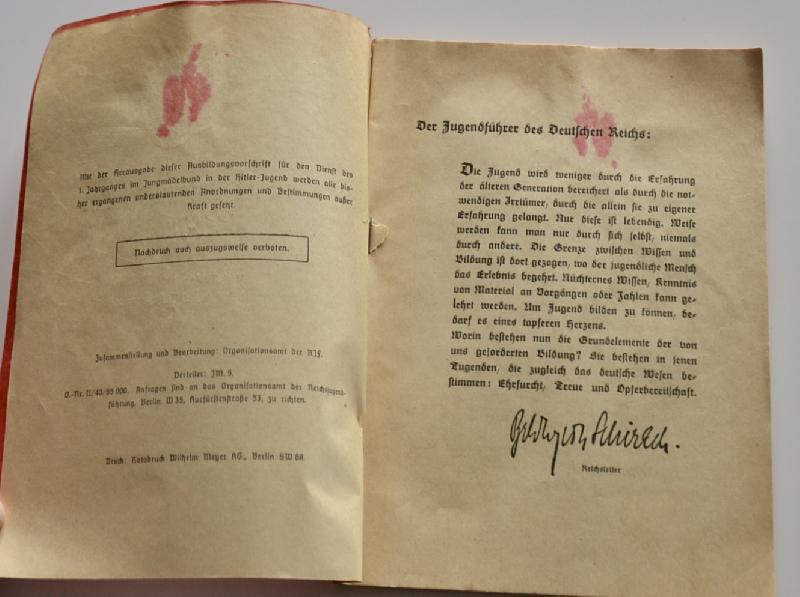 Mit der Herausgabe dieser Ausbildungsvorschrift für den Dienst des
1. Jahrganges im Jungmädelbund in der Hitler-Jugend werden alle bis-
her ergangenen anderslautenden Anordnungen und Bestimmungen außer
Kraft gesetzt.
Nachdruck auch auszugsweise verboten.
Zusammenstellung und Bearbeitung: Organisationsamt der RJF.
Verteiler: JM. 9.
O.-Nr. II/40/95 000. Anfragen sind an das Organisationsamt der Reichsjugend-
führung, Berlin W 35, Kurfürstenstraße 53, zu richten.
Druck: Rotadruck Wilhelm Meyer AG., Berlin SW 68.
Der Jugendführer des Deutschen Reichs:
Die Jugend wird weniger durch die Erfahrung
der älteren Generation bereichert als durch die not-
wendigen Irrtümer, durch die allein sie zu eigener
Erfahrung gelangt. Nur diese ist lebendig. Weise
werden kann man nur durch sich selbst, niemals
durch andere. Die Grenze zwischen Wissen und
Bildung ist dort gezogen, wo der jugendliche Mensch
das Erlebnis begehrt. Nüchternes Wissen, Kenntnis
von Material an Vorgängen oder Zahlen kann ge-
lehrt werden. Um Jugend bilden zu können, be-
darf es eines tapferen Herzens.
Worin bestehen nun die Grundelemente der von
uns geforderten Bildung? Sie bestehen in jenen
Tugenden, die zugleich das deutsche Wesen be-
stimmen: Ehrfurcht, Treue und Opferbereitschaft.
Baldur von Schirach.
Reichsleiter